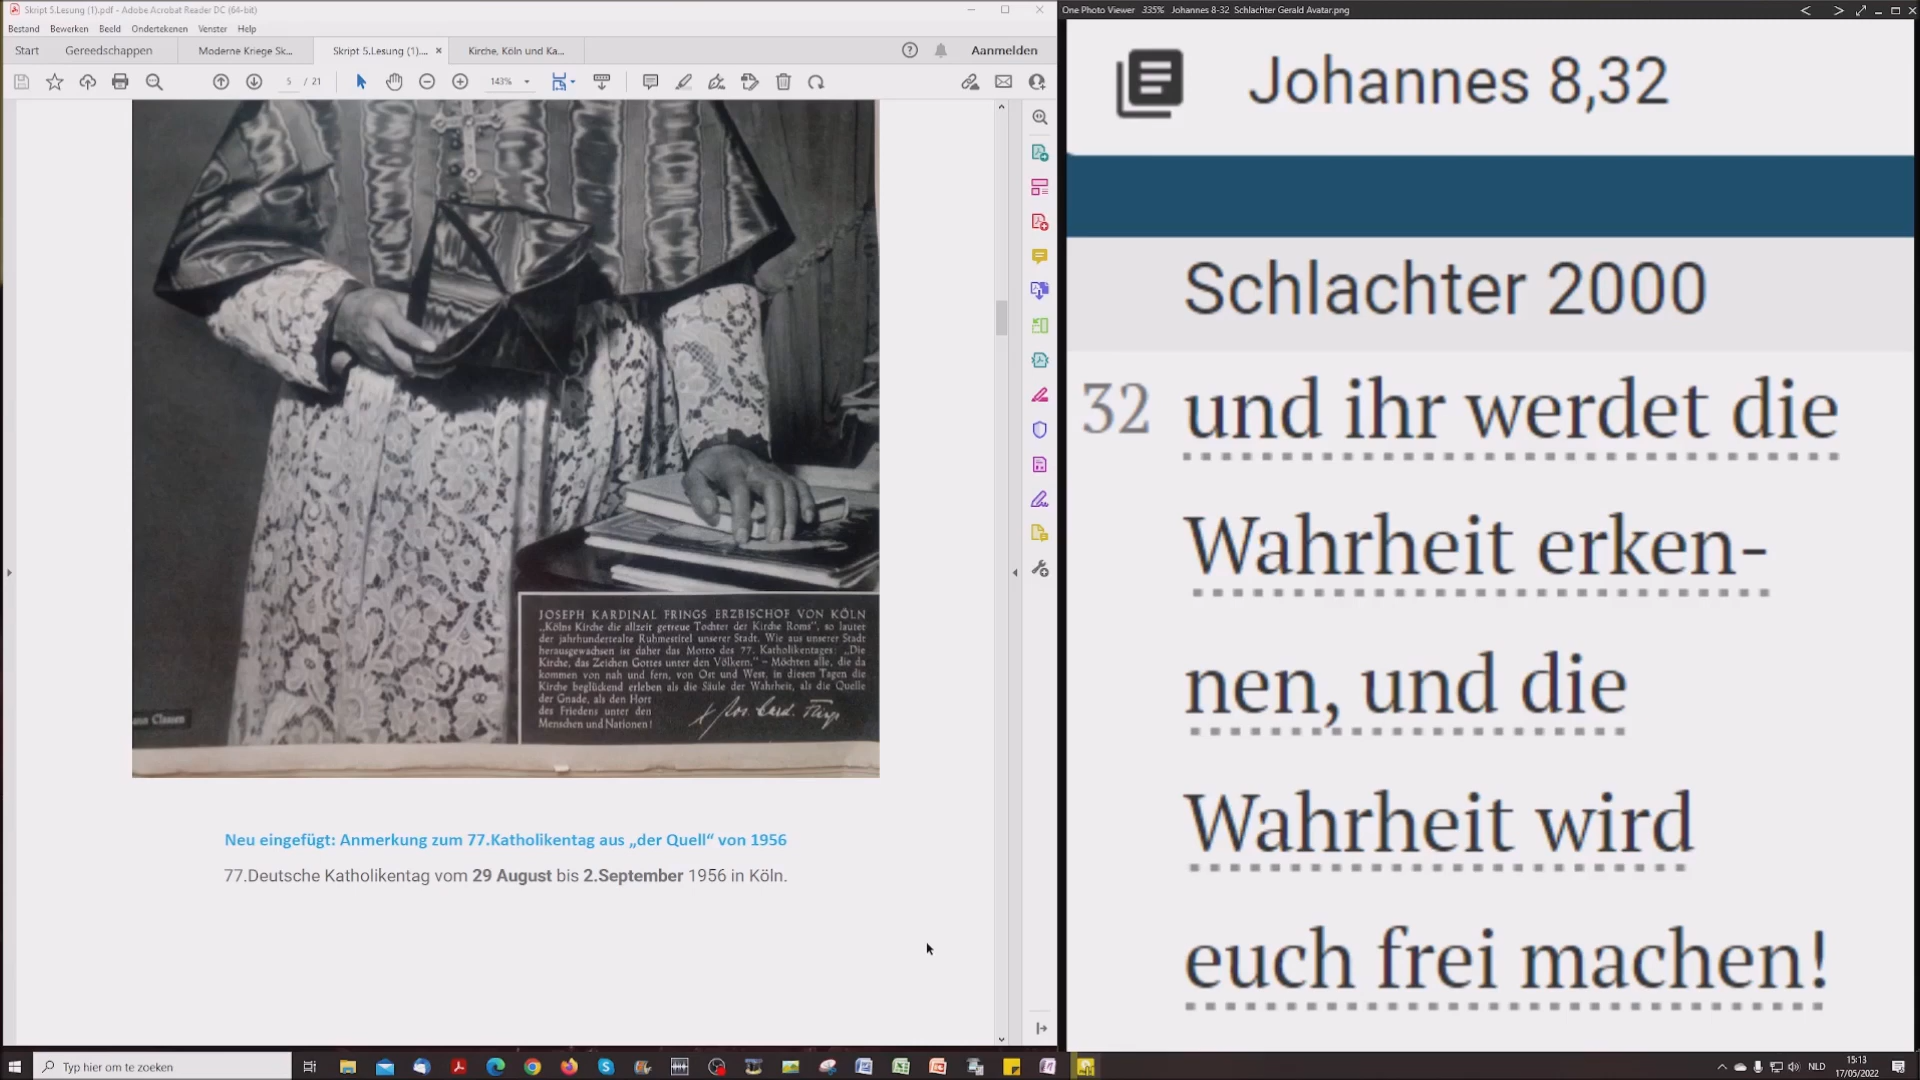 Skript 5.Lesung (1).pdf - Adobe Acrobat Reader DC (64-bit)
Bestand Bewerken Beeld Ondertekenen Venster Help
Start Gereedschappen Moderne Kriege Sk... Skript 5.Lesung (1).... × Kirche, Köln und Ka... Aanmelden
5 / 21 143%
JOSEPH KARDINAL FRINGS ERZBISCHOF VON KÖLN
„Kölns Kirche die allzeit getreue Tochter der Kirche Roms“, so lautet
der jahrhundertealte Ruhmestitel unserer Stadt. Wie aus unserer Stadt
herausgewachsen ist daher das Motto des 77. Katholikentages: „Die
Kirche, das Zeichen Gottes unter den Völkern.“ – Möchten alle, die da
kommen von nah und fern, von Ost und West, in diesen Tagen die
Kirche beglückend erleben als die Säule der Wahrheit, als die Quelle
der Gnade, als den Hort
des Friedens unter den
Menschen und Nationen!
Jos. Card. Frings
Classen
Neu eingefügt: Anmerkung zum 77.Katholikentag aus „der Quell“ von 1956
77.Deutsche Katholikentag vom 29 August bis 2.September 1956 in Köln.
One Photo Viewer 335% Johannes 8-32 Schlachter Gerald Avatar.png
Johannes 8,32
Schlachter 2000
32 und ihr werdet die
Wahrheit erken-
nen, und die
Wahrheit wird
euch frei machen!
Typ hier om te zoeken
NLD
15:13
17/05/2022